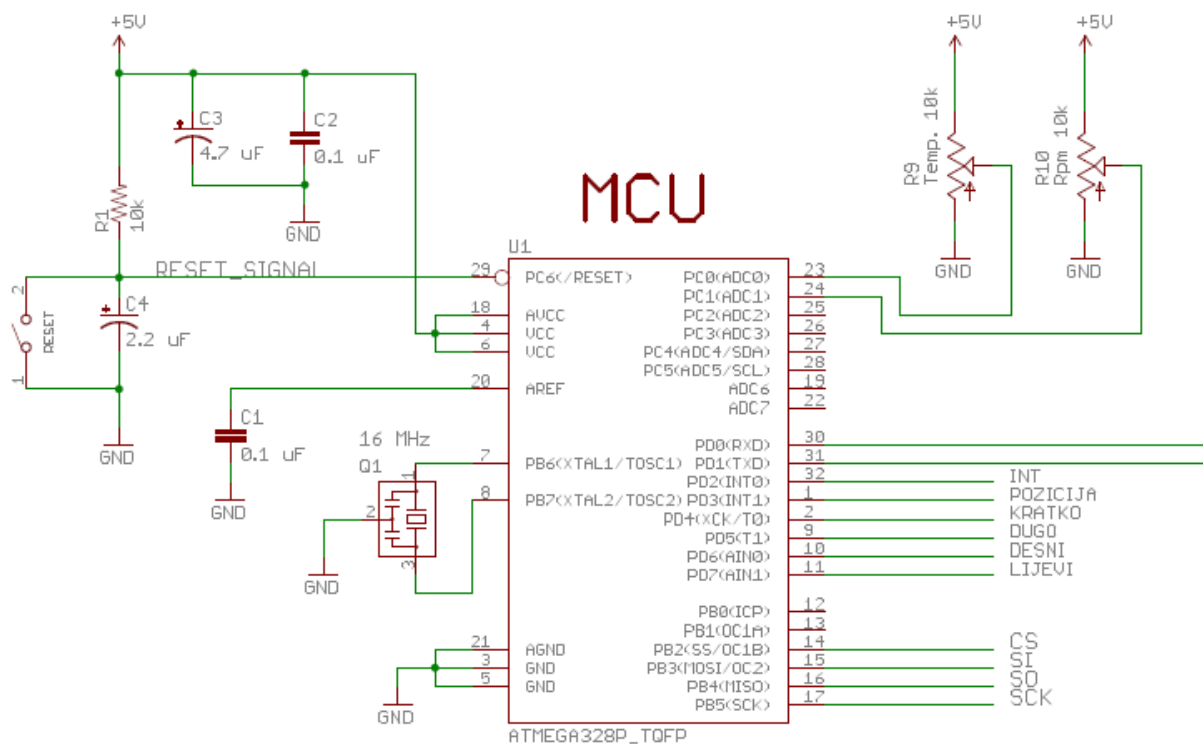 +5V
+5V
+5V
C3
4.7 uF
C2
0.1 uF
GND
R1
10k
R9
Temp. 10k
R10
Rpm 10k
GND
GND
MCU
U1
RESET_SIGNAL
2
RESET
1
C4
2.2 uF
GND
29 PC6(/RESET)
18 AVCC
4 VCC
6 VCC
20 AREF
C1
0.1 uF
GND
16 MHz
Q1
1
2
3
GND
7 PB6(XTAL1/TOSC1)
8 PB7(XTAL2/TOSC2)
21 AGND
3 GND
5 GND
GND
PC0(ADC0) 23
PC1(ADC1) 24
PC2(ADC2) 25
PC3(ADC3) 26
PC4(ADC4/SDA) 27
PC5(ADC5/SCL) 28
ADC6 19
ADC7 22
PD0(RXD) 30
PD1(TXD) 31
PD2(INT0) 32 INT
PD3(INT1) 1 POZICIJA
PD4(XCK/T0) 2 KRATKO
PD5(T1) 9 DUGO
PD6(AIN0) 10 DESNI
PD7(AIN1) 11 LIJEVI
PB0(ICP) 12
PB1(OC1A) 13
PB2(SS/OC1B) 14 CS
PB3(MOSI/OC2) 15 SI
PB4(MISO) 16 SO
PB5(SCK) 17 SCK
ATMEGA328P_TQFP